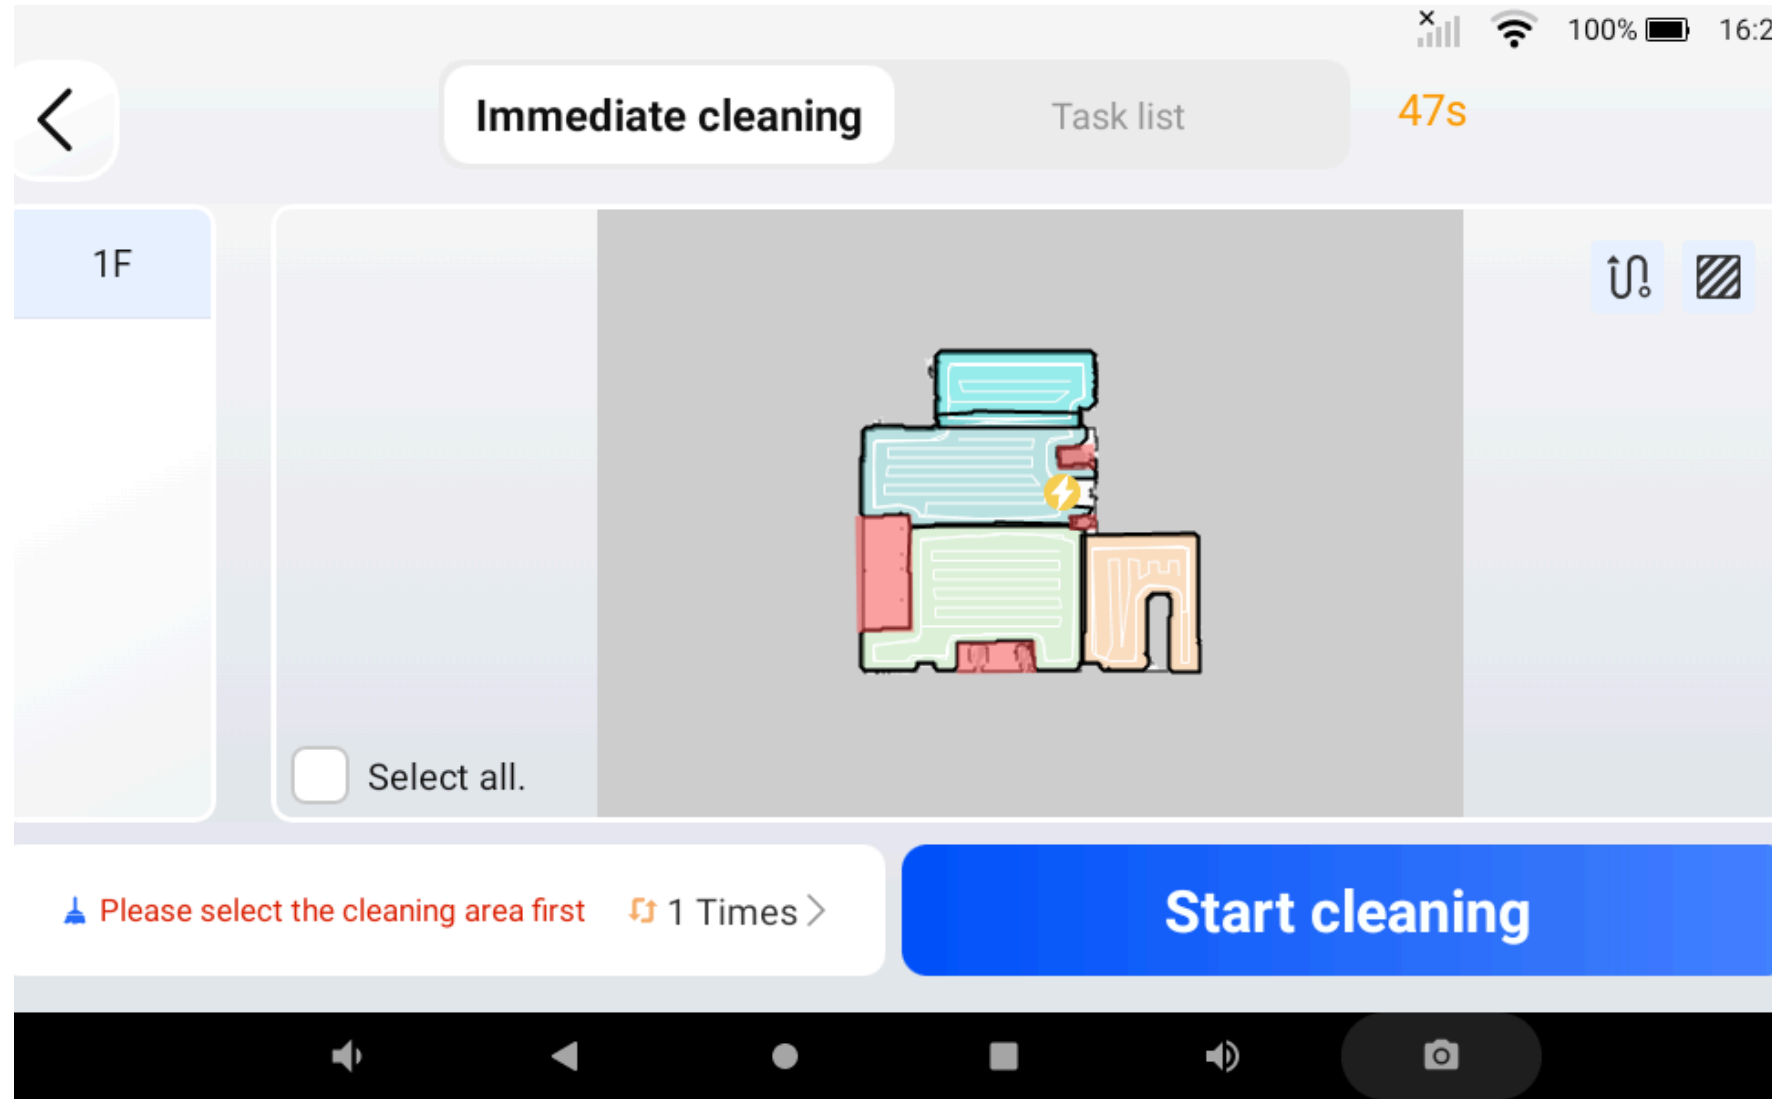 100% 16:2
Immediate cleaning Task list 47s
1F
Select all.
Please select the cleaning area first 1 Times
Start cleaning